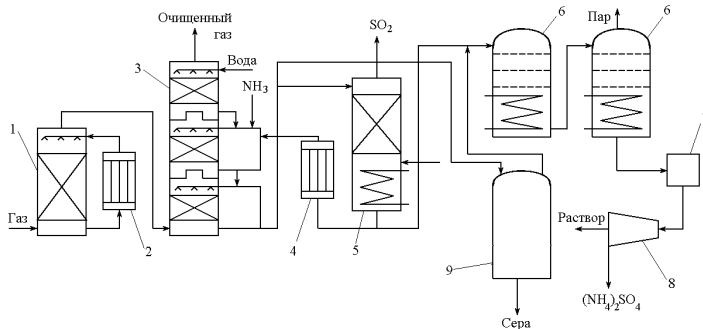 Очищенный
газ
SO2
6
Пар
6
3
Вода
NH3
1
Газ
2
4
5
9
Раствор
8
(NH4)2SO4
Сера